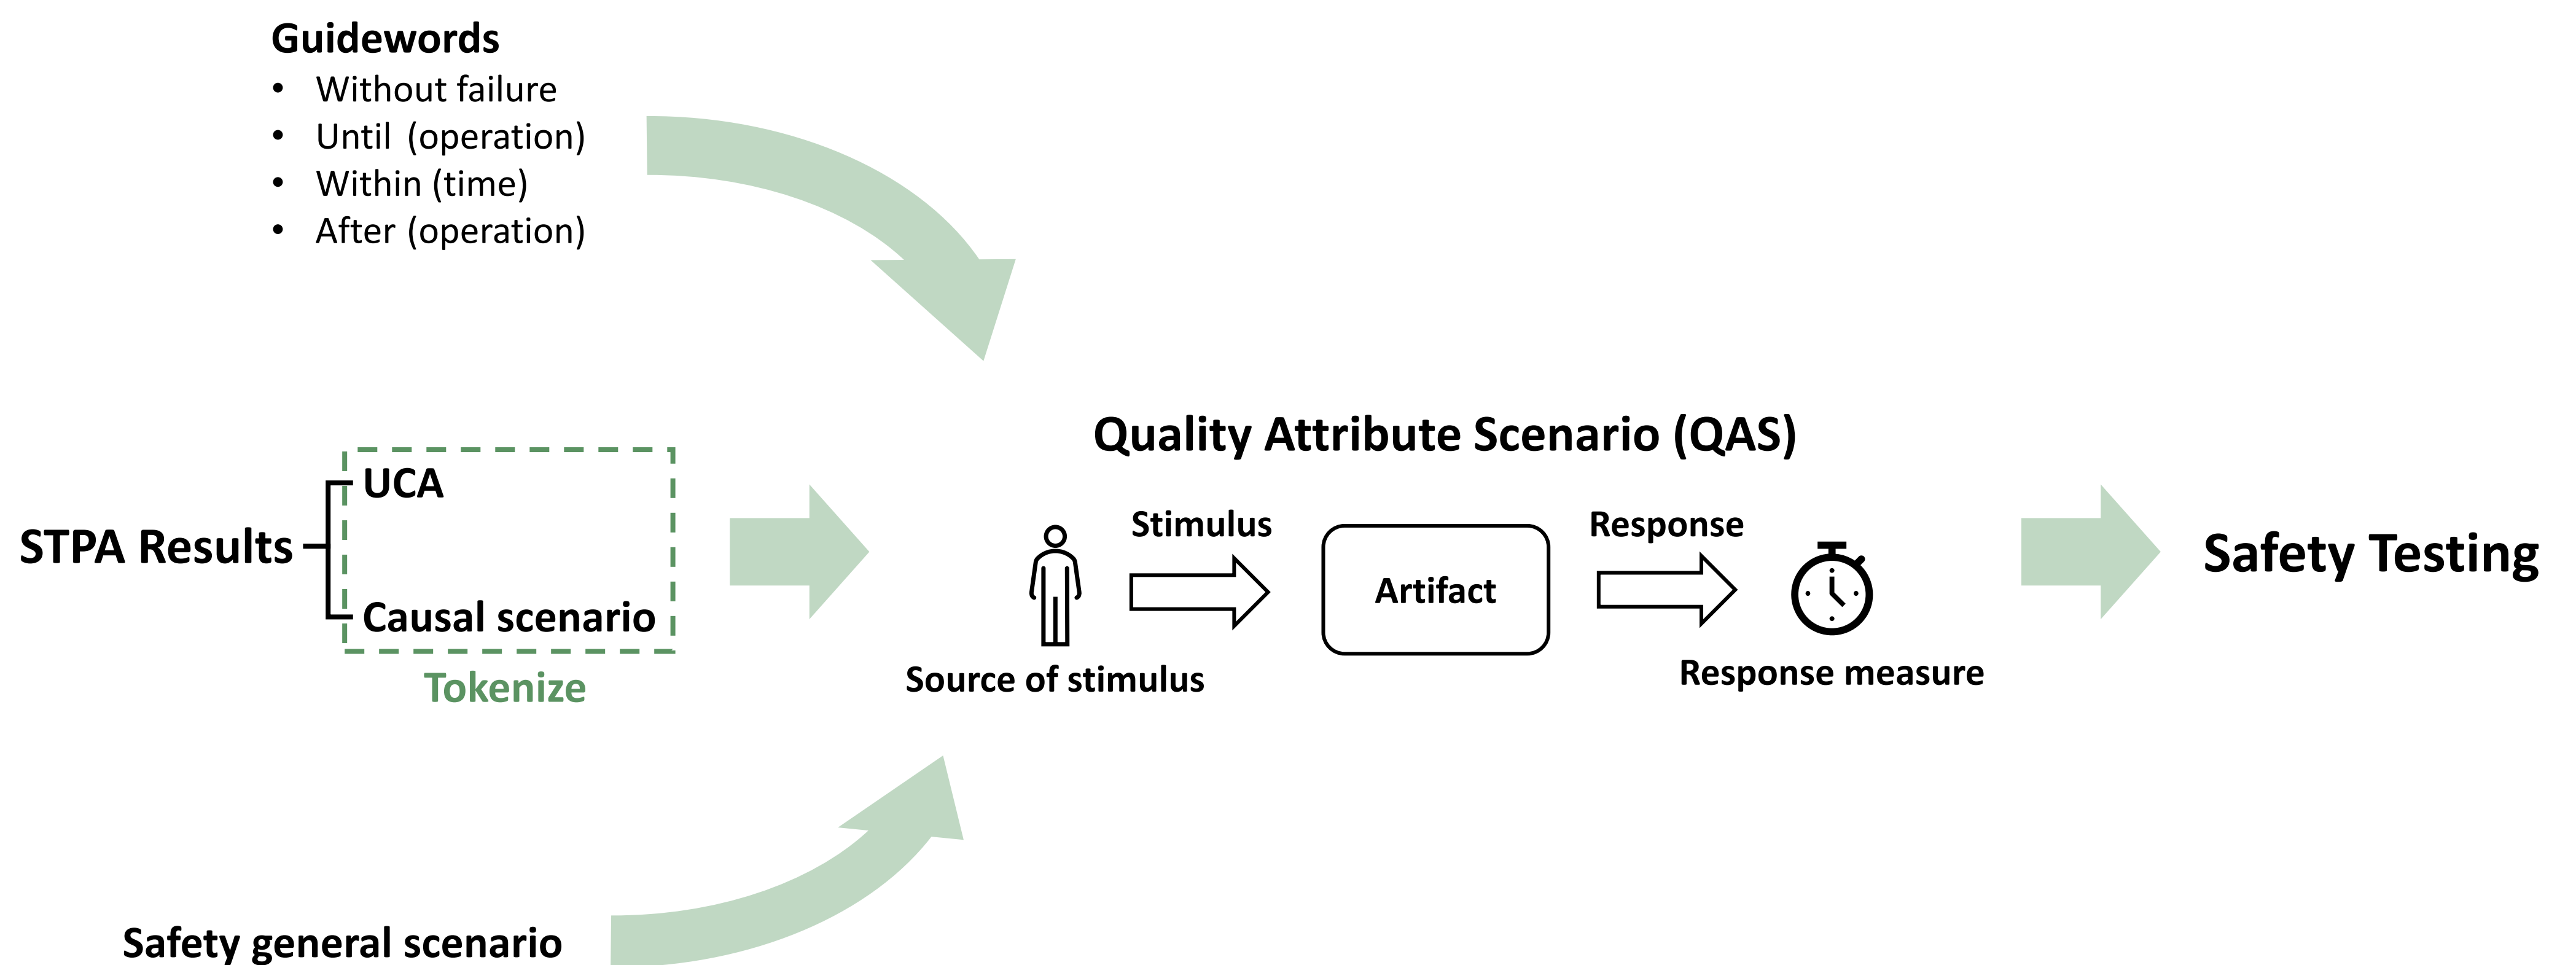 Guidewords
• Without failure
• Until (operation)
• Within (time)
• After (operation)
STPA Results
UCA
Causal scenario
Tokenize
Quality Attribute Scenario (QAS)
Stimulus
Artifact
Response
Source of stimulus
Response measure
Safety Testing
Safety general scenario